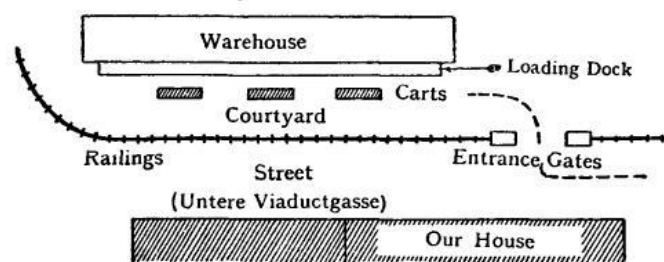 Warehouse
Loading Dock
Carts
Courtyard
Railings
Entrance Gates
Street
(Untere Viaductgasse)
Our House